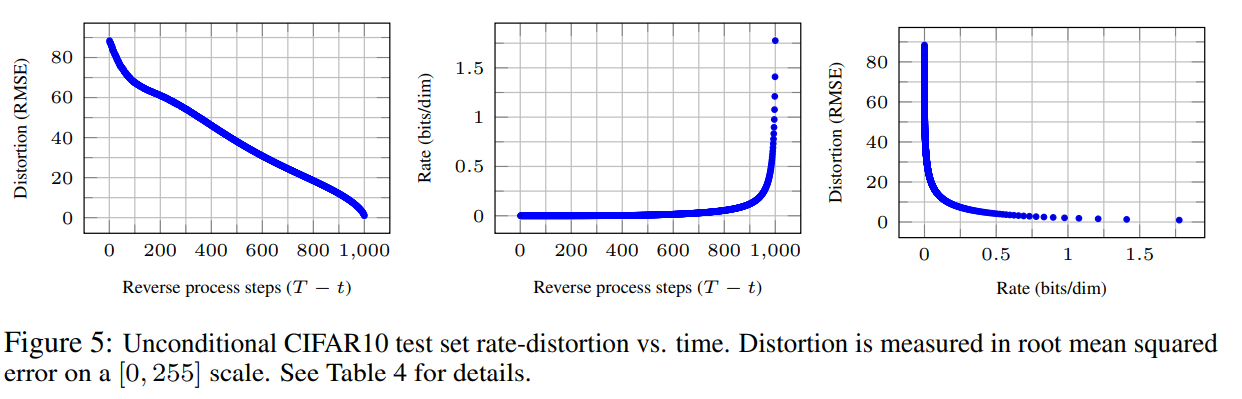 Distortion (RMSE)
80
60
40
20
0
0 200 400 600 800 1,000
Reverse process steps (T − t)
Rate (bits/dim)
1.5
1
0.5
0
0 200 400 600 800 1,000
Reverse process steps (T − t)
Distortion (RMSE)
80
60
40
20
0
0 0.5 1 1.5
Rate (bits/dim)
Figure 5: Unconditional CIFAR10 test set rate-distortion vs. time. Distortion is measured in root mean squared
error on a [0, 255] scale. See Table 4 for details.